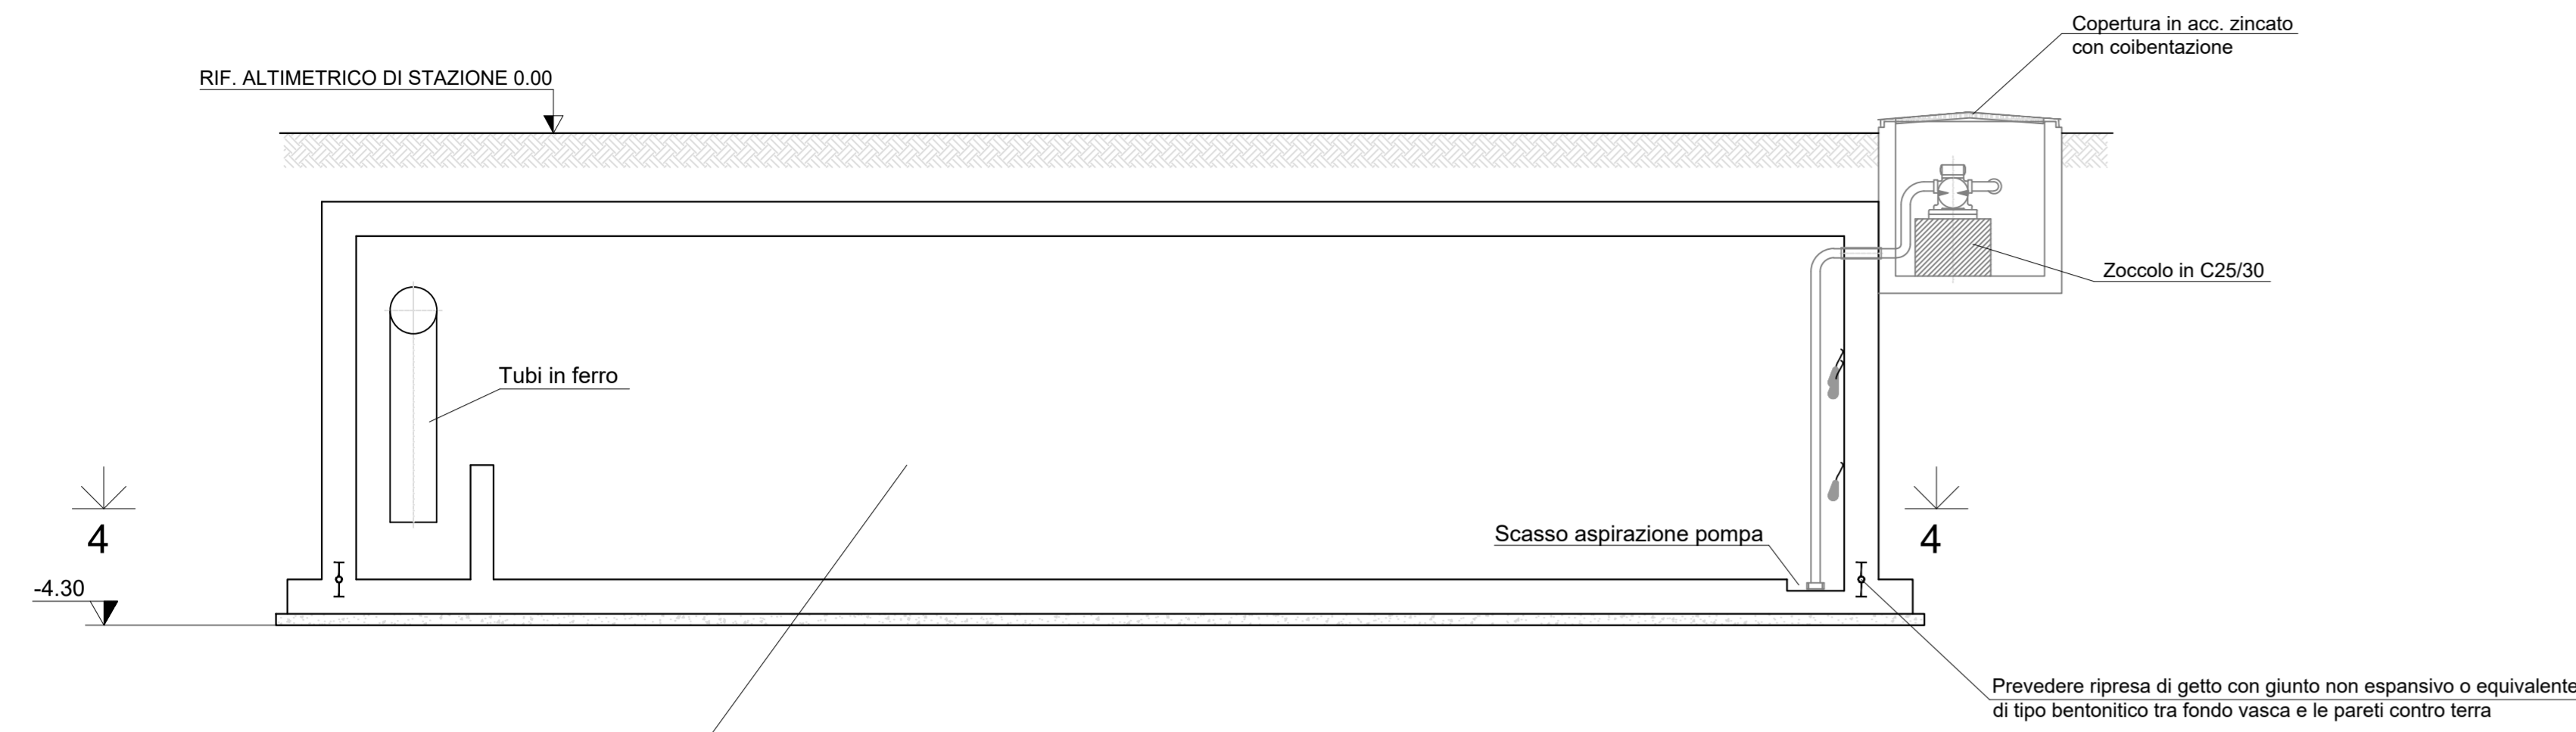 Copertura in acc. zincato
con coibentazione
RIF. ALTIMETRICO DI STAZIONE 0.00
Zoccolo in C25/30
Tubi in ferro
Scasso aspirazione pompa
4
4
-4.30
Prevedere ripresa di getto con giunto non espansivo o equivalente
di tipo bentonitico tra fondo vasca e le pareti contro terra